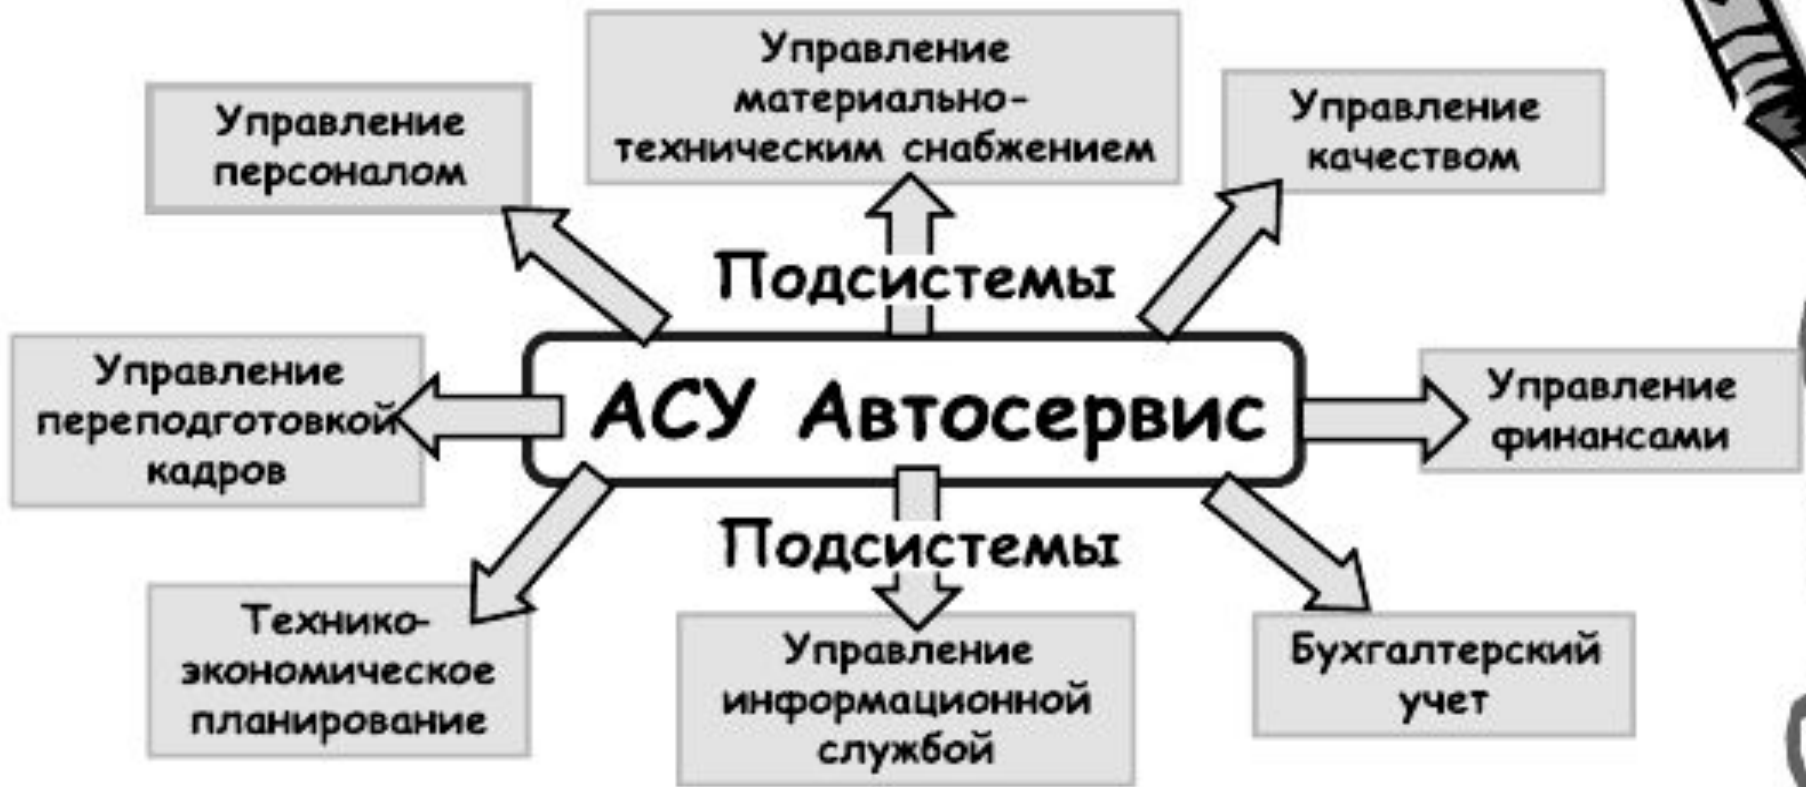 Управление
материально-
техническим снабжением
Управление
персоналом
Управление
качеством
Подсистемы
Управление
переподготовкой
кадров
АСУ Автосервис
Управление
финансами
Подсистемы
Технико-
экономическое
планирование
Управление
информационной
службой
Бухгалтерский
учет